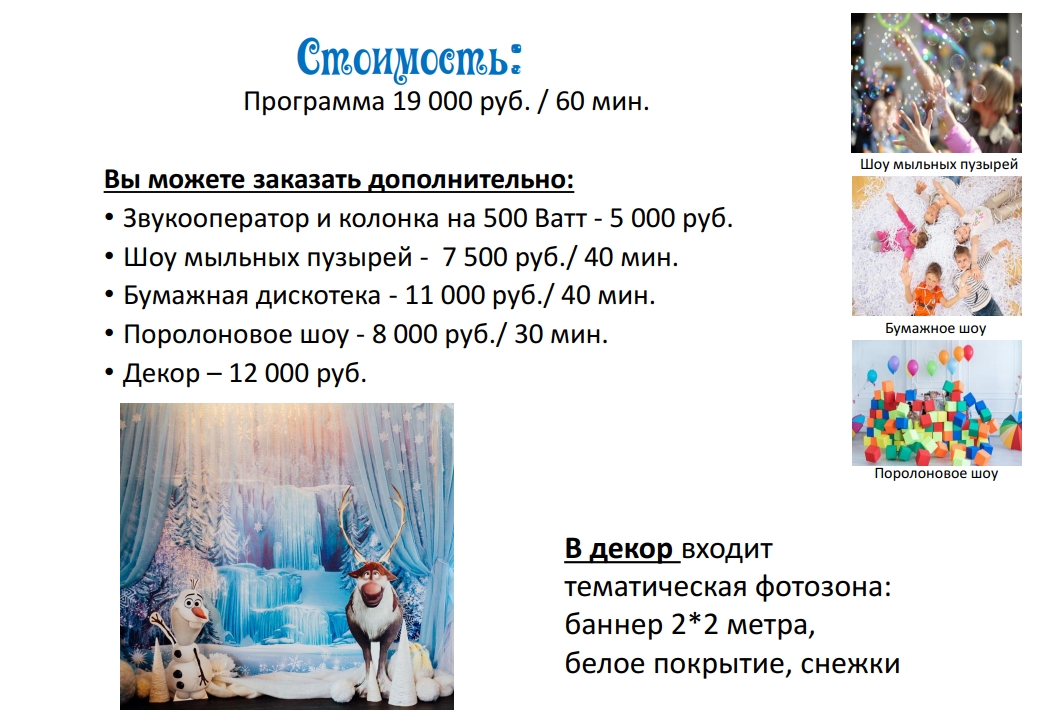 Стоимость:
Программа 19 000 руб. / 60 мин.
Вы можете заказать дополнительно:
• Звукооператор и колонка на 500 Ватт - 5 000 руб.
• Шоу мыльных пузырей -  7 500 руб./ 40 мин.
• Бумажная дискотека - 11 000 руб./ 40 мин.
• Поролоновое шоу - 8 000 руб./ 30 мин.
• Декор – 12 000 руб.
Шоу мыльных пузырей
Бумажное шоу
Поролоновое шоу
В декор входит
тематическая фотозона:
баннер 2*2 метра,
белое покрытие, снежки